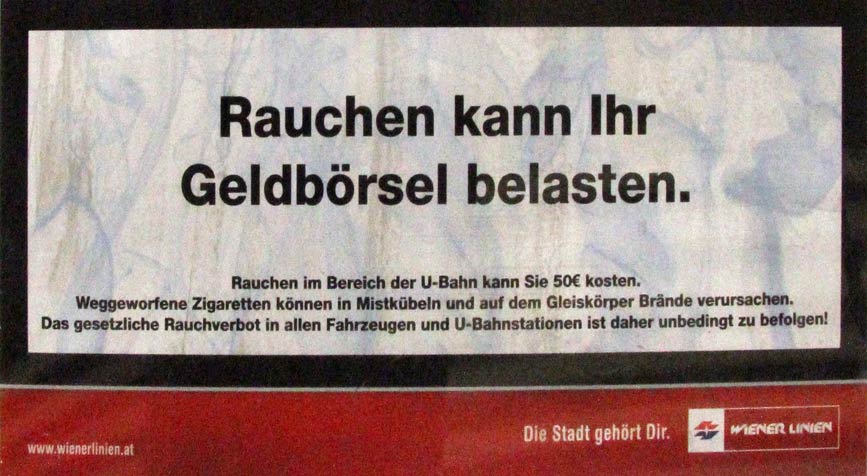 Rauchen kann Ihr
Geldbörsel belasten.
Rauchen im Bereich der U-Bahn kann Sie 50€ kosten.
Weggeworfene Zigaretten können in Mistkübeln und auf dem Gleiskörper Brände verursachen.
Das gesetzliche Rauchverbot in allen Fahrzeugen und U-Bahnstationen ist daher unbedingt zu befolgen!
www.wienerlinien.at
Die Stadt gehört Dir.
WIENER LINIEN